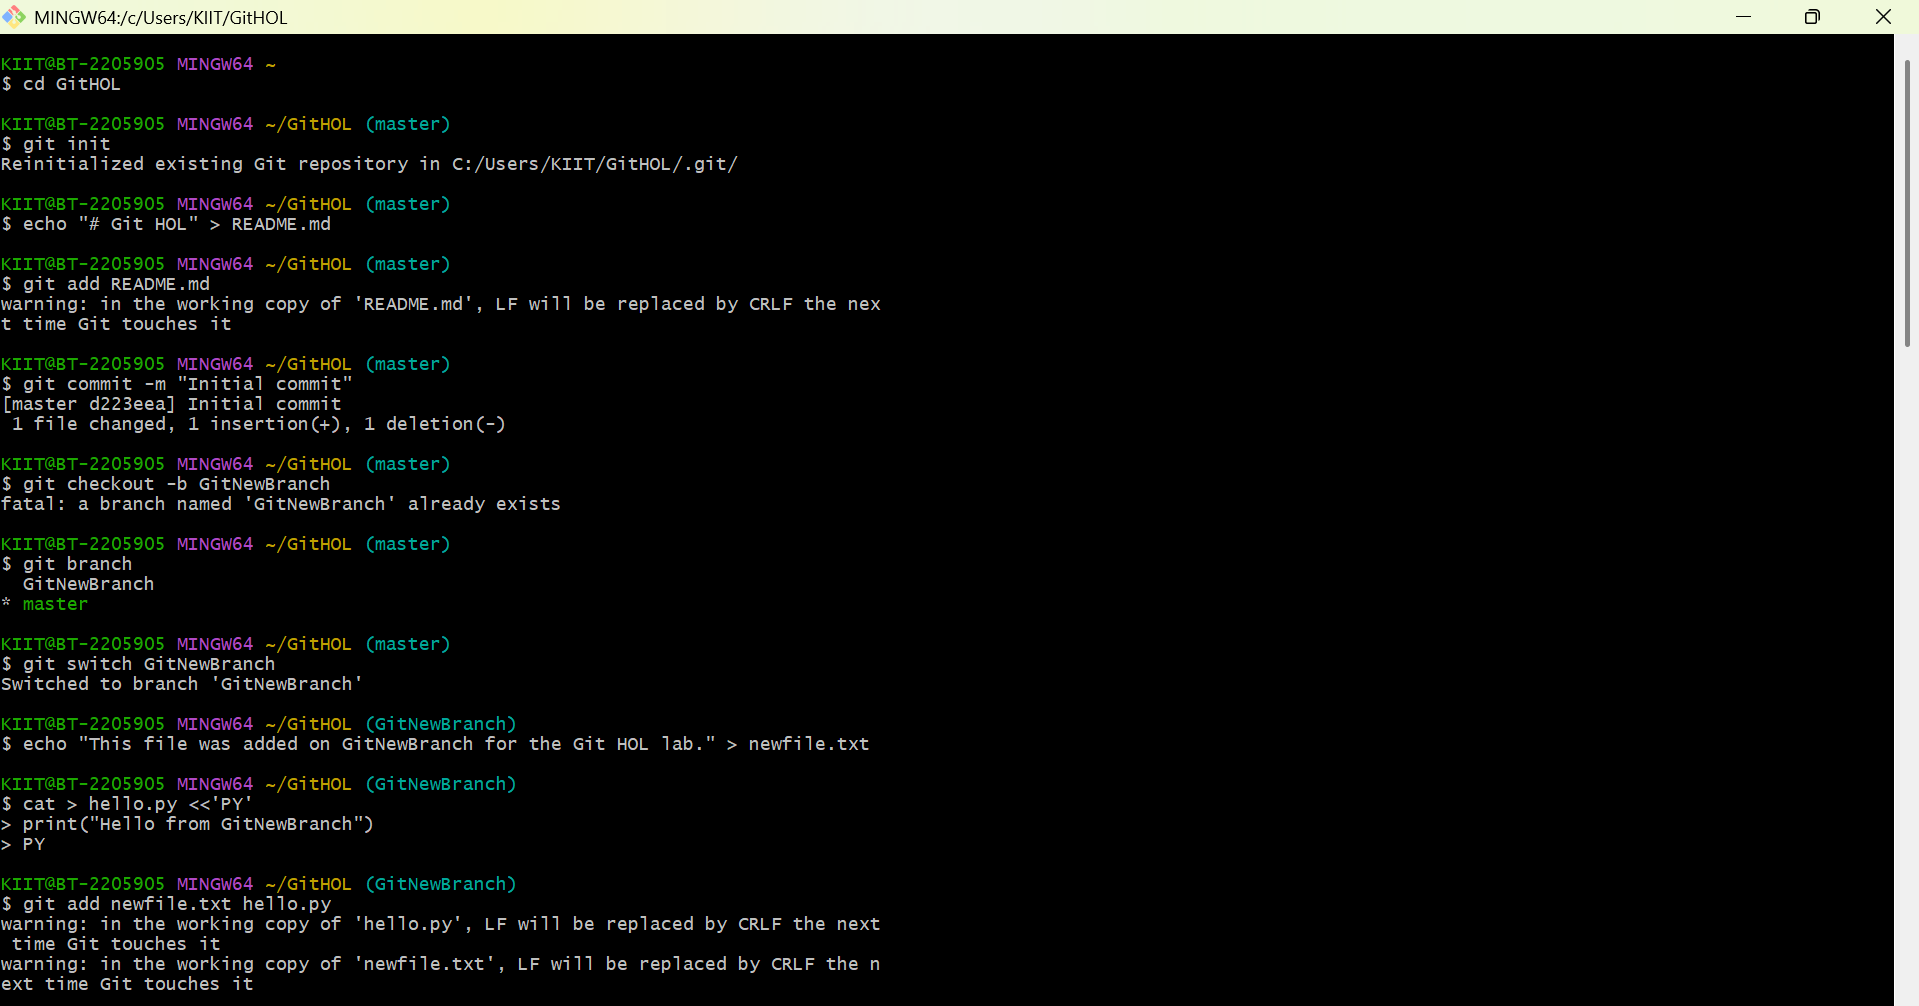 MINGW64:/c/Users/KIIT/GitHOL
KIIT@BT-2205905 MINGW64 ~
$ cd GitHOL
KIIT@BT-2205905 MINGW64 ~/GitHOL (master)
$ git init
Reinitialized existing Git repository in C:/Users/KIIT/GitHOL/.git/
KIIT@BT-2205905 MINGW64 ~/GitHOL (master)
$ echo "# Git HOL" > README.md
KIIT@BT-2205905 MINGW64 ~/GitHOL (master)
$ git add README.md
warning: in the working copy of 'README.md', LF will be replaced by CRLF the nex
t time Git touches it
KIIT@BT-2205905 MINGW64 ~/GitHOL (master)
$ git commit -m "Initial commit"
[master d223eea] Initial commit
 1 file changed, 1 insertion(+), 1 deletion(-)
KIIT@BT-2205905 MINGW64 ~/GitHOL (master)
$ git checkout -b GitNewBranch
fatal: a branch named 'GitNewBranch' already exists
KIIT@BT-2205905 MINGW64 ~/GitHOL (master)
$ git branch
  GitNewBranch
* master
KIIT@BT-2205905 MINGW64 ~/GitHOL (master)
$ git switch GitNewBranch
Switched to branch 'GitNewBranch'
KIIT@BT-2205905 MINGW64 ~/GitHOL (GitNewBranch)
$ echo "This file was added on GitNewBranch for the Git HOL lab." > newfile.txt
KIIT@BT-2205905 MINGW64 ~/GitHOL (GitNewBranch)
$ cat > hello.py <<'PY'
> print("Hello from GitNewBranch")
> PY
KIIT@BT-2205905 MINGW64 ~/GitHOL (GitNewBranch)
$ git add newfile.txt hello.py
warning: in the working copy of 'hello.py', LF will be replaced by CRLF the next
 time Git touches it
warning: in the working copy of 'newfile.txt', LF will be replaced by CRLF the n
ext time Git touches it